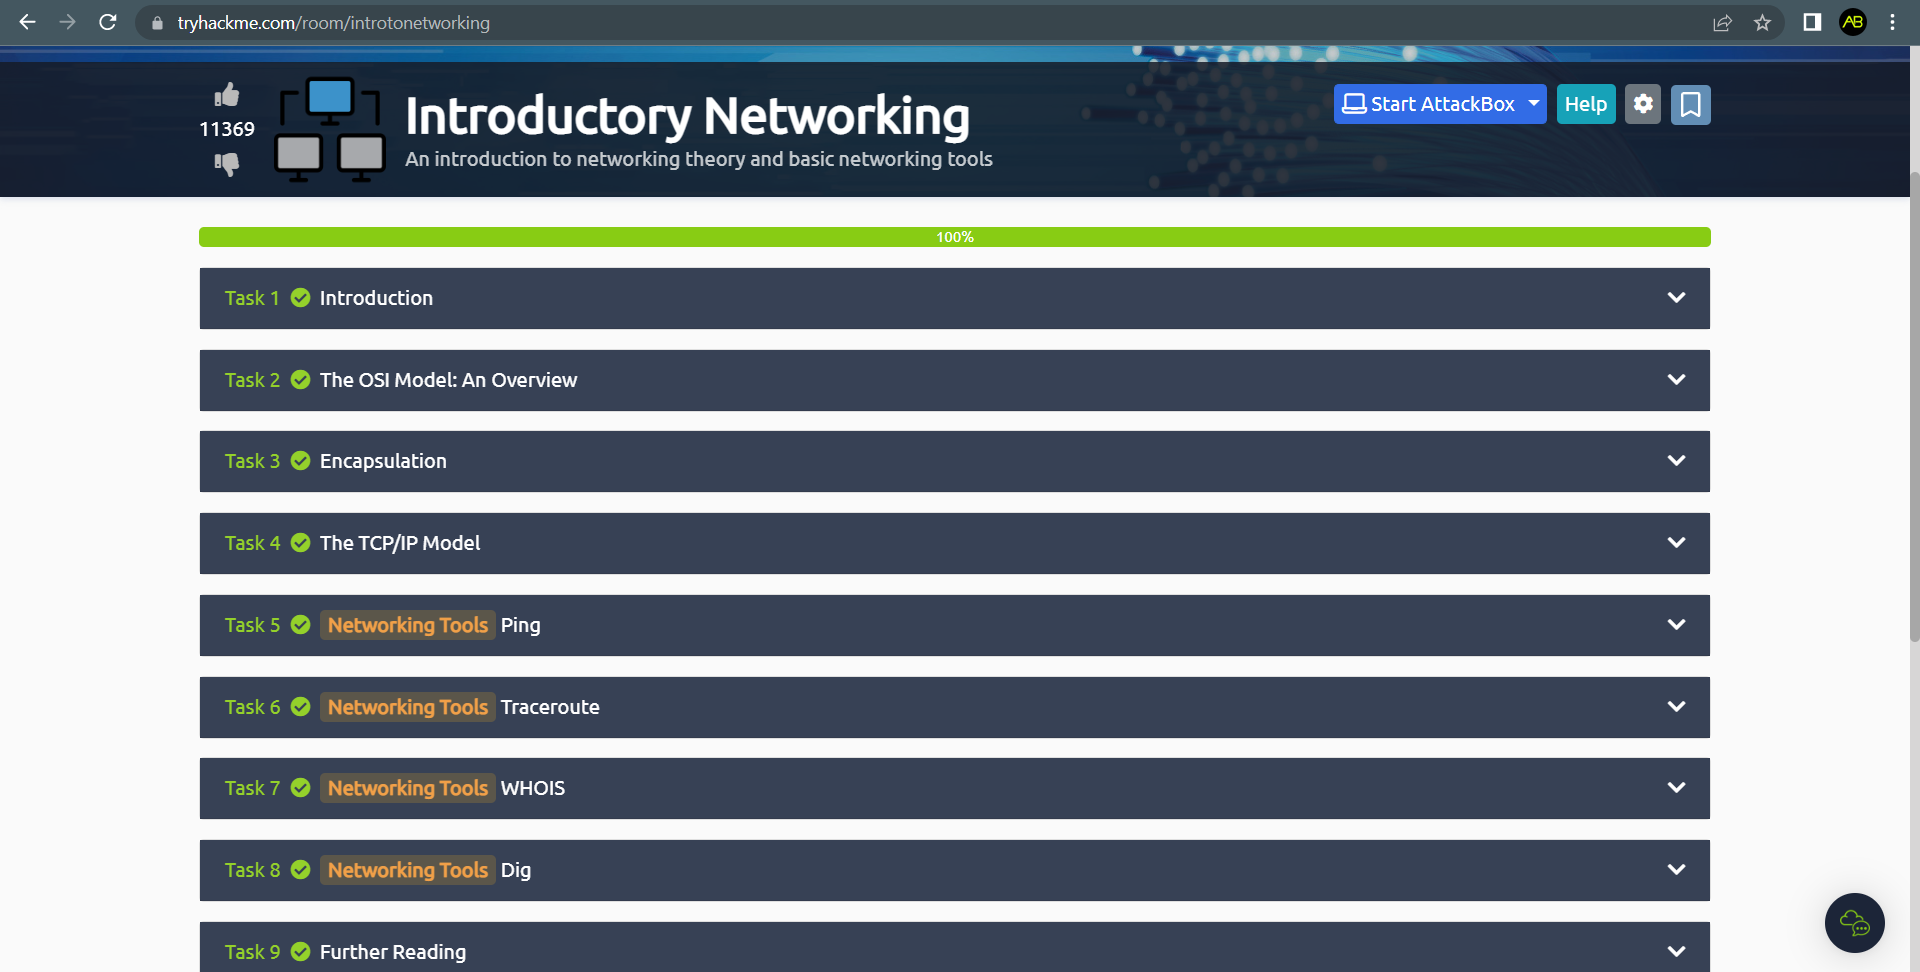 tryhackme.com/room/introtonetworking
AB
11369
Introductory Networking
An introduction to networking theory and basic networking tools
Start AttackBox
Help
100%
Task 1 Introduction
Task 2 The OSI Model: An Overview
Task 3 Encapsulation
Task 4 The TCP/IP Model
Task 5 Networking Tools Ping
Task 6 Networking Tools Traceroute
Task 7 Networking Tools WHOIS
Task 8 Networking Tools Dig
Task 9 Further Reading